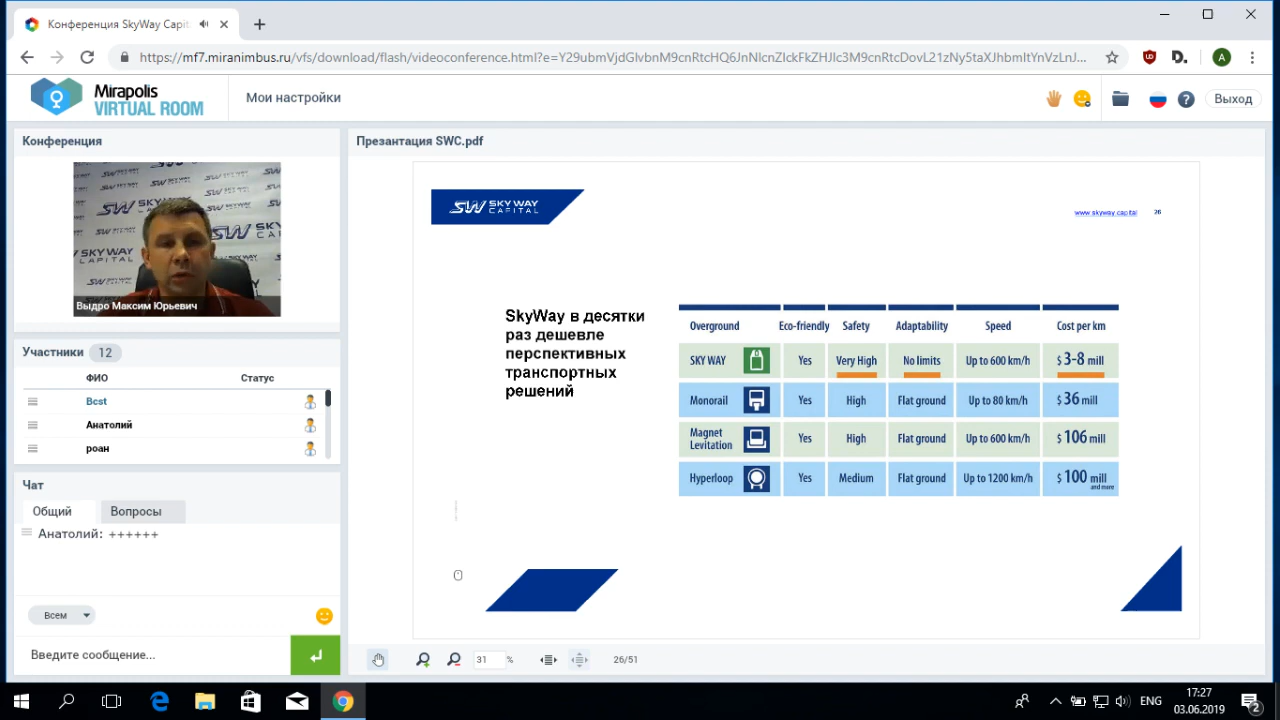 Конференция SkyWay Capi
https://mf7.miranimbus.ru/vfs/download/flash/videoconference.html?e=Y29ubmVjdGlvbnM9cnRtcHQ6JnNlcnZlckFkZHJlc3M9cnRtcDovL21zNy5taXJhbmltYnVzLnJ...
A
Mirapolis
VIRTUAL ROOM
Мои настройки
Выход
Конференция
SKY WAY
Выдро Максим Юрьевич
Участники 12
ФИО Статус
Bcst
Анатолий
роан
Чат
Общий Вопросы
Анатолий: ++++++
Всем
Введите сообщение...
Презантация SWC.pdf
SW SKY WAY
CAPITAL
www.skyway.capital 26
SkyWay в десятки
раз дешевле
перспективных
транспортных
решений
Overground Eco-friendly Safety Adaptability Speed Cost per km
SKY WAY Yes Very High No limits Up to 600 km/h $ 3-8 mill
Monorail Yes High Flat ground Up to 80 km/h $ 36 mill
Magnet
Levitation Yes High Flat ground Up to 600 km/h $ 106 mill
Hyperloop Yes Medium Flat ground Up to 1200 km/h $ 100 mill
and more
31 % 26/51
ENG
17:27
03.06.2019
2